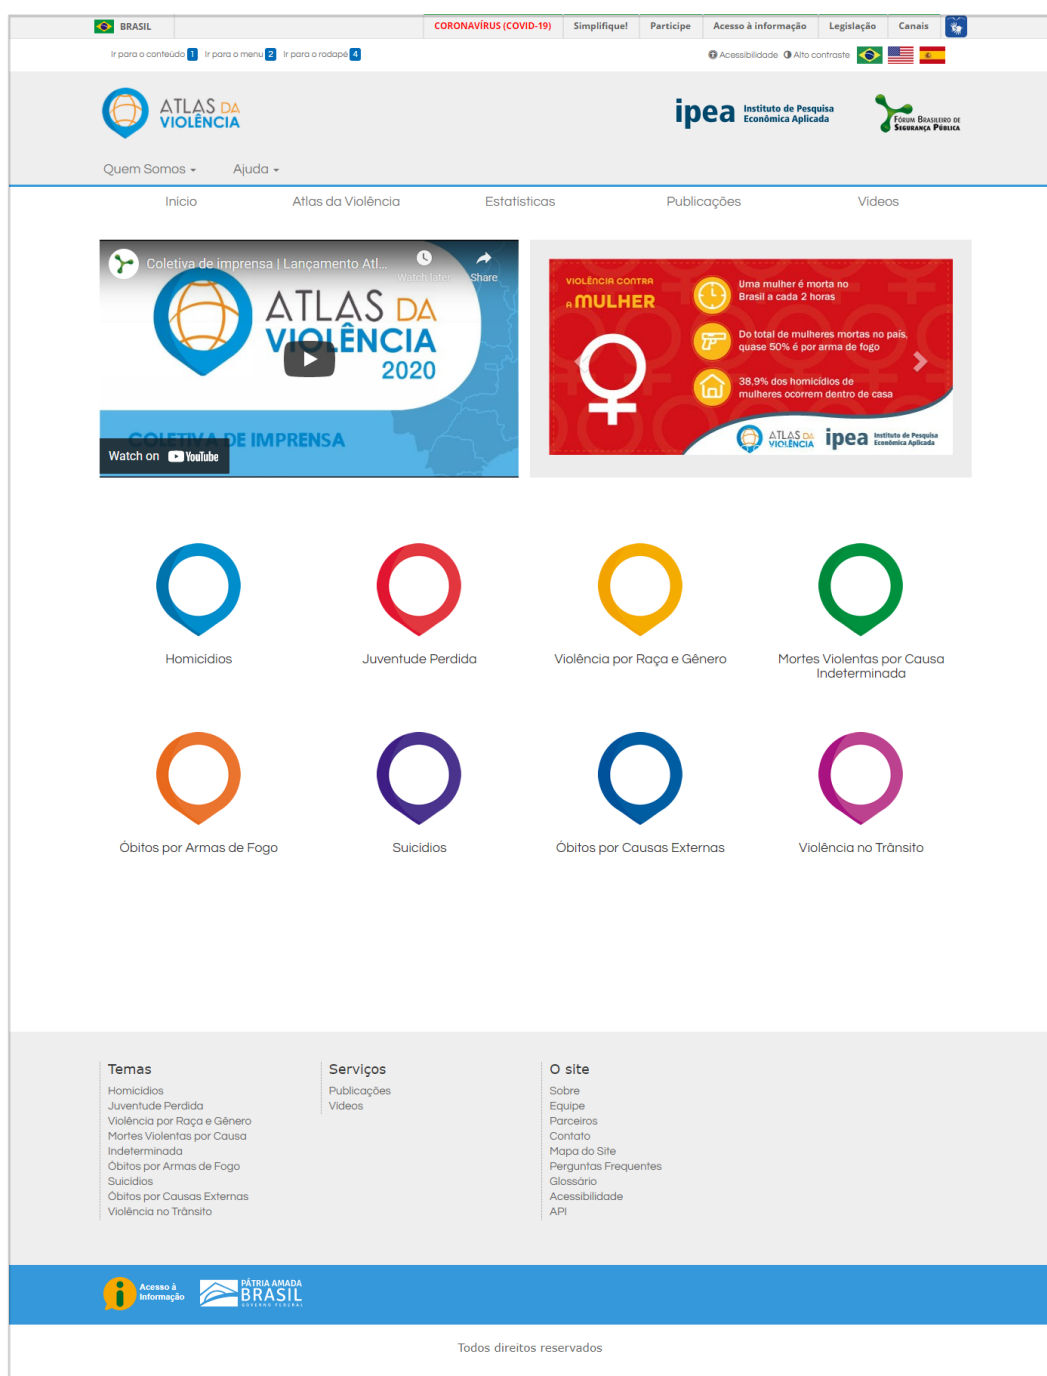 BRASIL
CORONAVÍRUS (COVID-19) Simplifique! Participe Acesso à informação Legislação Canais
Ir para o conteúdo 1 Ir para o menu 2 Ir para o rodapé 4
Acessibilidade Alto contraste
ATLAS DA
VIOLÊNCIA
ipea Instituto de Pesquisa
Econômica Aplicada
FÓRUM BRASILEIRO DE
SEGURANÇA PÚBLICA
Quem Somos Ajuda
Inicio Atlas da Violência Estatísticas Publicações Videos
Coletiva de imprensa | Lançamento Atl...
Watch later Share
ATLAS DA
VIOLÊNCIA
2020
COLETIVA DE IMPRENSA
Watch on YouTube
VIOLÊNCIA CONTRA
A MULHER
Uma mulher é morta no
Brasil a cada 2 horas
Do total de mulheres mortas no país,
quase 50% é por arma de fogo
38,9% dos homicídios de
mulheres ocorrem dentro de casa
ATLAS DA
VIOLÊNCIA
ipea Instituto de Pesquisa
Econômica Aplicada
Homicídios
Juventude Perdida
Violência por Raça e Gênero
Mortes Violentas por Causa
Indeterminada
Óbitos por Armas de Fogo
Suicídios
Óbitos por Causas Externas
Violência no Trânsito
Temas
Homicídios
Juventude Perdida
Violência por Raça e Gênero
Mortes Violentas por Causa
Indeterminada
Óbitos por Armas de Fogo
Suicídios
Óbitos por Causas Externas
Violência no Trânsito
Serviços
Publicações
Videos
O site
Sobre
Equipe
Parceiros
Contato
Mapa do Site
Perguntas Frequentes
Glossário
Acessibilidade
API
Acesso à
Informação
PÁTRIA AMADA
BRASIL
GOVERNO FEDERAL
Todos direitos reservados